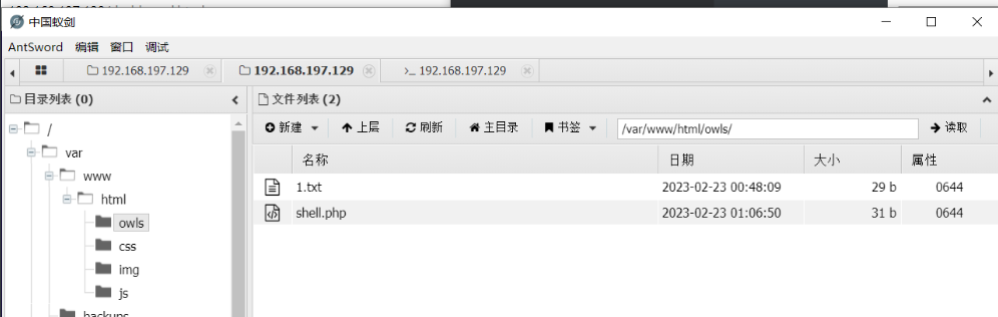 中国蚁剑
AntSword 编辑 窗口 调试
192.168.197.129 192.168.197.129 192.168.197.129
目录列表 (0) 文件列表 (2)
新建 上层 刷新 主目录 书签 /var/www/html/owls/ 读取
/
var
www
html
owls
css
img
js
backups
名称 日期 大小 属性
1.txt 2023-02-23 00:48:09 29 b 0644
shell.php 2023-02-23 01:06:50 31 b 0644